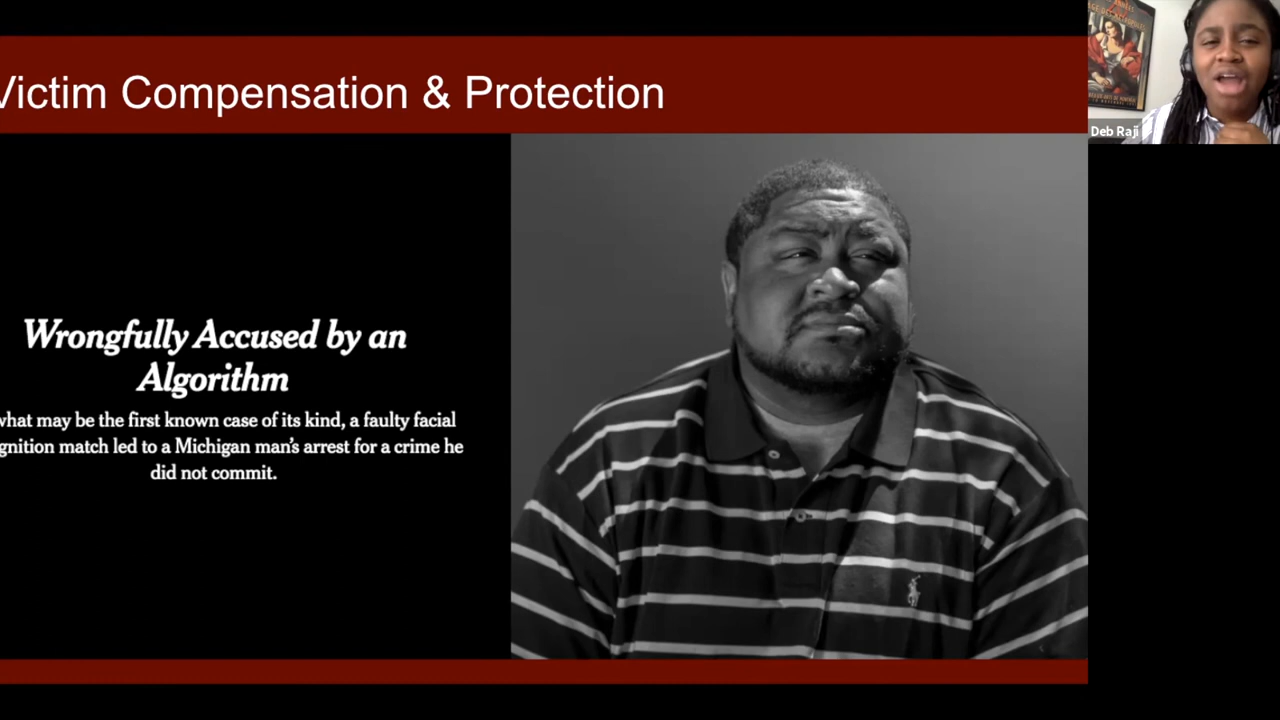 Victim Compensation & Protection
Deb Raji
Wrongfully Accused by an
Algorithm
what may be the first known case of its kind, a faulty facial
gnition match led to a Michigan man's arrest for a crime he
did not commit.